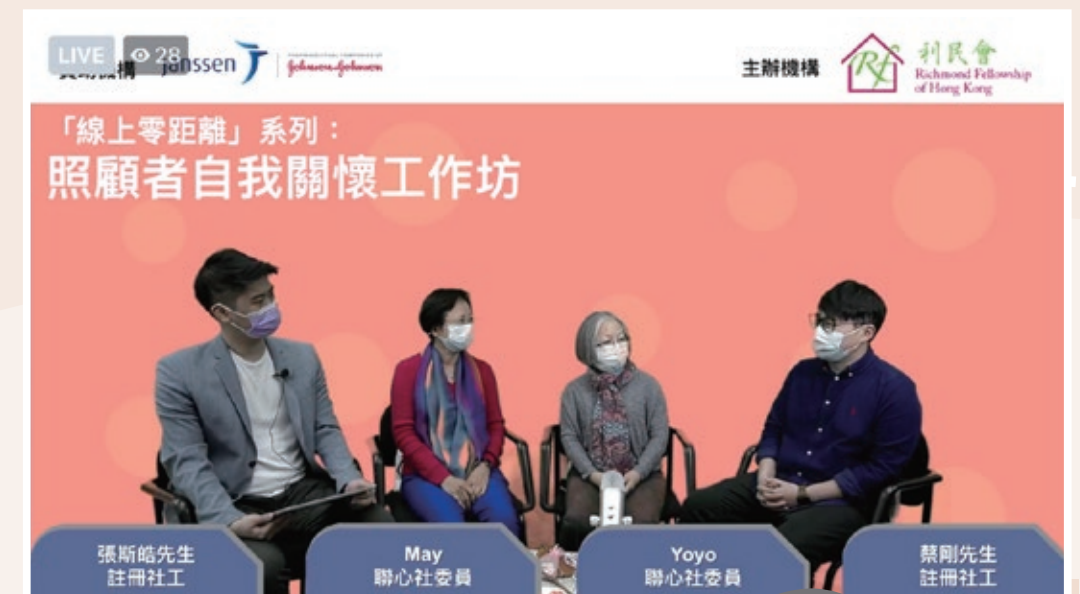 LIVE
28
janssen
Johnson & Johnson
主辦機構
利民會
Richmond Fellowship
of Hong Kong
「線上零距離」系列：
照顧者自我關懷工作坊
張斯皓先生
註冊社工
May
聯心社委員
Yoyo
聯心社委員
蔡剛先生
註冊社工